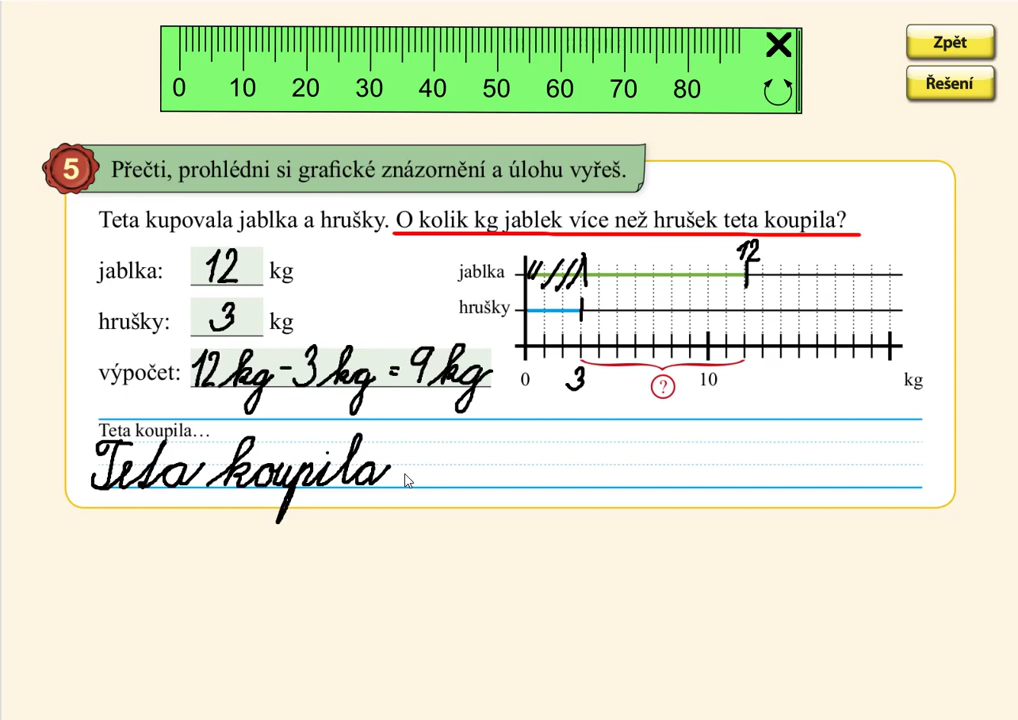 0 10 20 30 40 50 60 70 80
Zpět
Řešení
5 Přečti, prohlédni si grafické znázornění a úlohu vyřeš.
Teta kupovala jablka a hrušky. O kolik kg jablek více než hrušek teta koupila?
jablka: 12 kg
hrušky: 3 kg
výpočet: 12 kg - 3 kg = 9 kg
12
jablka
hrušky
0 3 ? 10 kg
Teta koupila...
Teta koupila